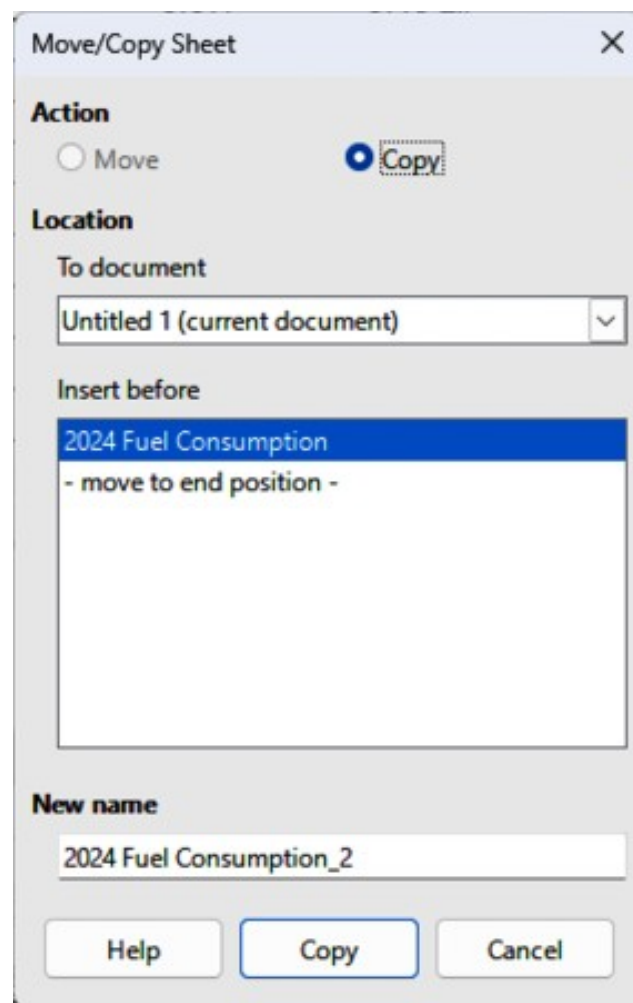 Move/Copy Sheet
Action
Move Copy
Location
To document
Untitled 1 (current document)
Insert before
2024 Fuel Consumption
- move to end position -
New name
2024 Fuel Consumption_2
Help Copy Cancel